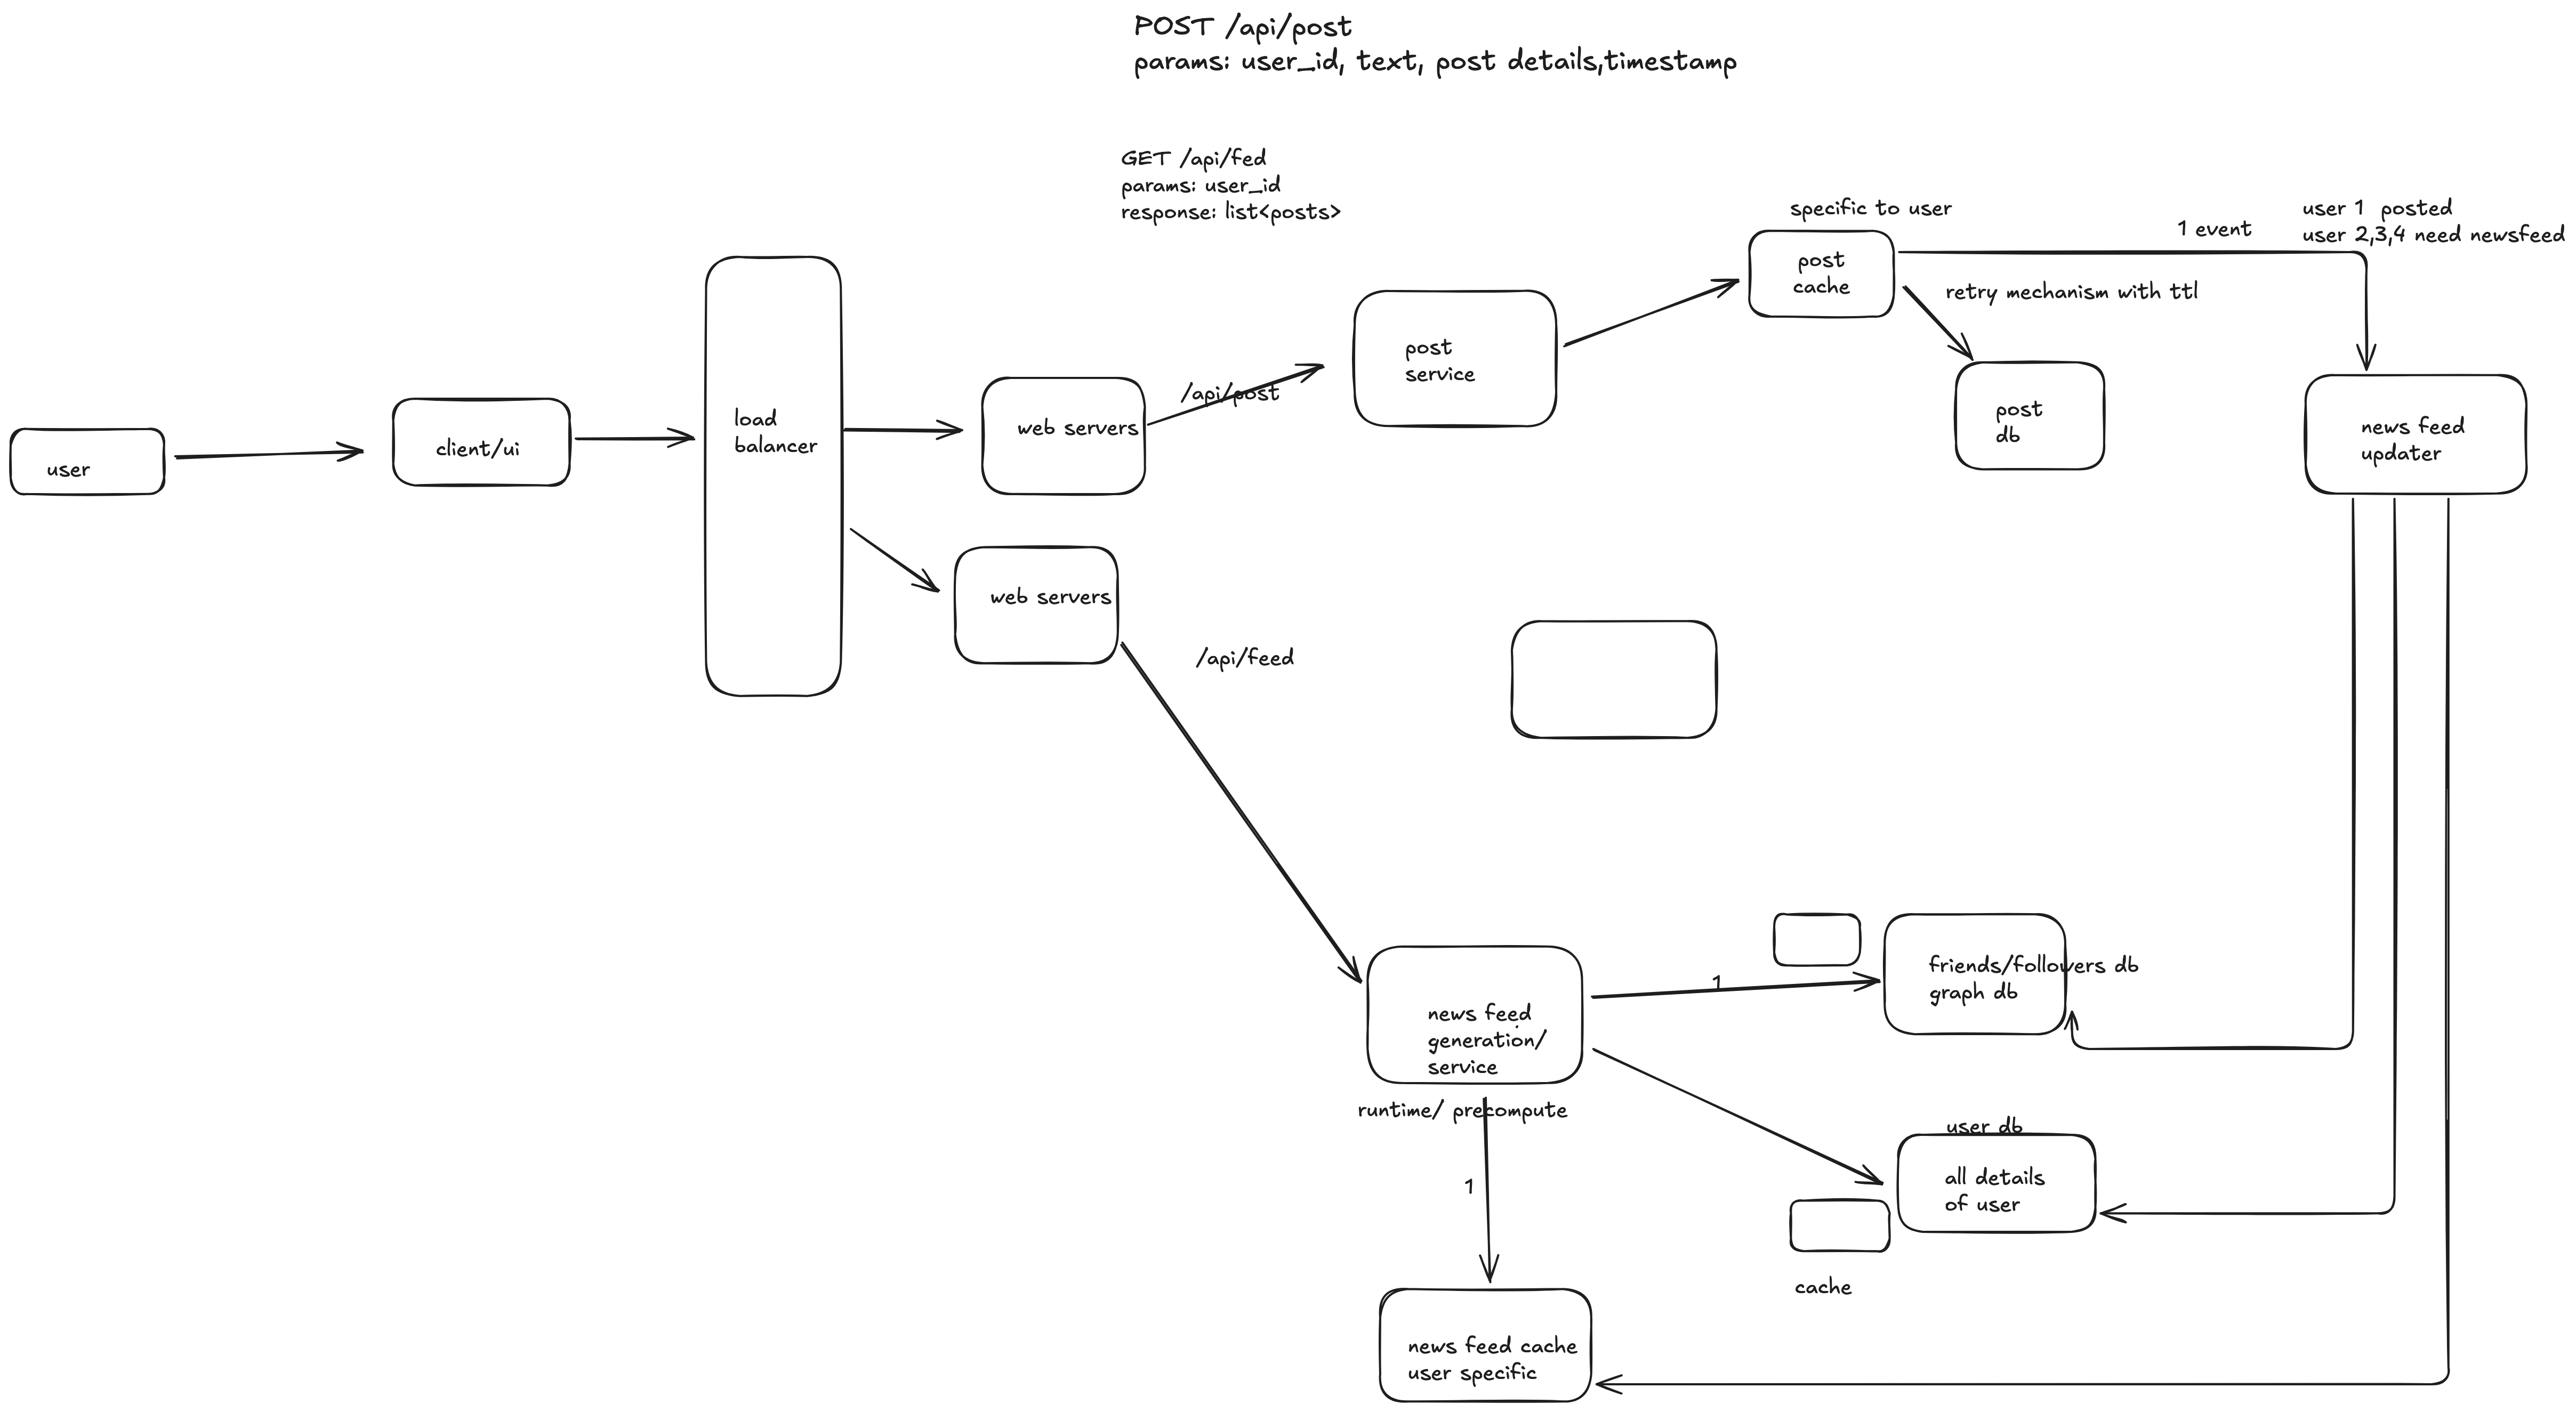 POST /api/post
params: user_id, text, post details,timestamp
GET /api/fed
params: user_id
response: list<posts>
specific to user
1 event
user 1 posted
user 2,3,4 need newsfeed
post
cache
retry mechanism with ttl
post
service
/api/post
post
db
news feed
updater
load
balancer
web servers
client/ui
user
web servers
/api/feed
friends/followers db
graph db
1
news feed
generation/
service
runtime/ precompute
user db
all details
of user
1
cache
news feed cache
user specific